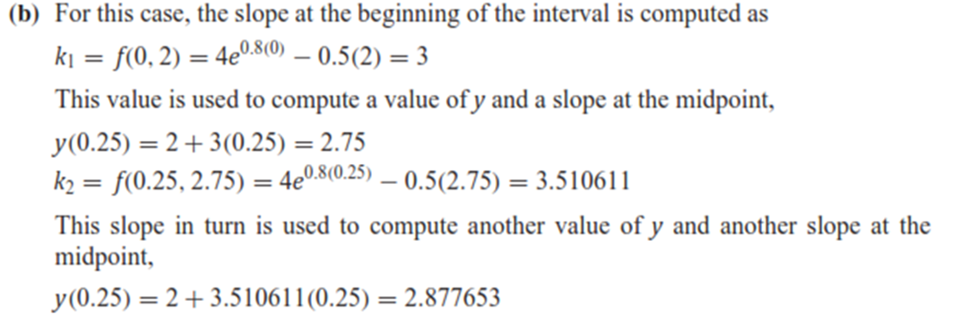 (b) For this case, the slope at the beginning of the interval is computed as
k₁ = f(0, 2) = 4e^{0.8(0)} − 0.5(2) = 3
This value is used to compute a value of y and a slope at the midpoint,
y(0.25) = 2 + 3(0.25) = 2.75
k₂ = f(0.25, 2.75) = 4e^{0.8(0.25)} − 0.5(2.75) = 3.510611
This slope in turn is used to compute another value of y and another slope at the
midpoint,
y(0.25) = 2 + 3.510611(0.25) = 2.877653